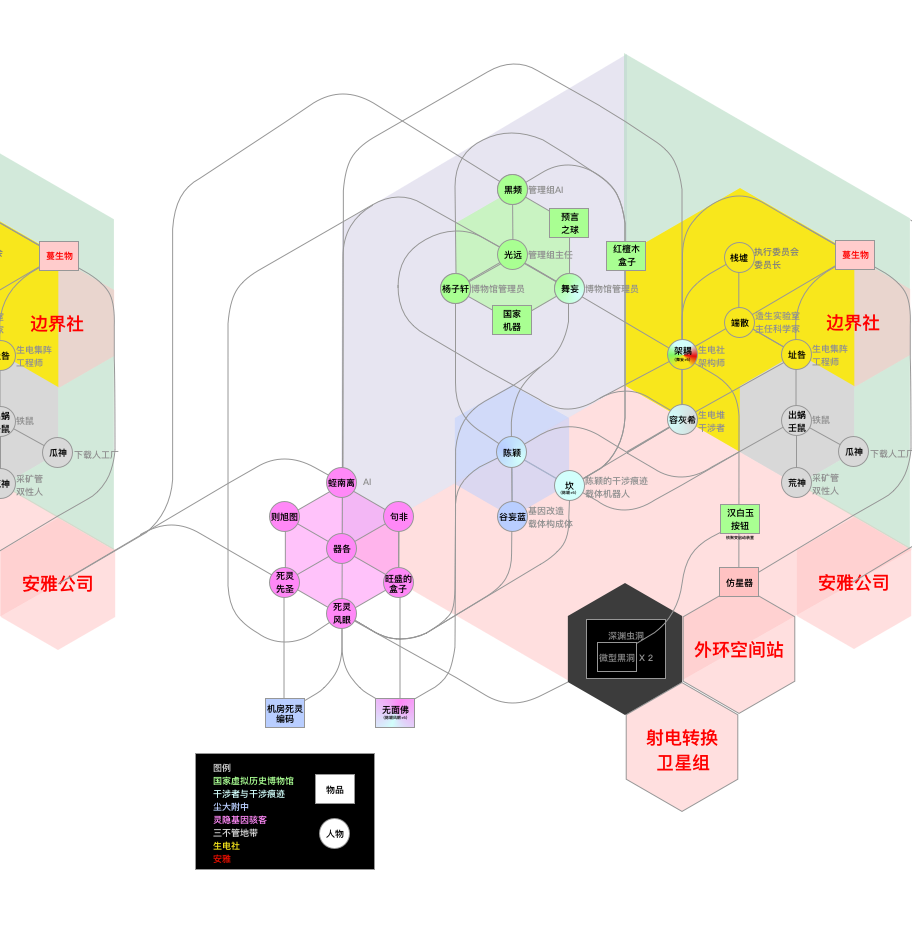 黑频
管理组AI
预言
之球
光远
管理组主任
杨子轩
博物馆管理员
舞妄
博物馆管理员
国家
机器
红檀木
盒子
栈墟
执行委员会
委员长
蔓生物
端散
造生实验室
主任科学家
边界社
架耦
生电社
架构师
址咎
生电集阵
工程师
容灰希
生电堆
干涉者
出蜗
壬鼠
铁鼠
瓜神
下载人工厂
荒神
采矿管
双性人
陈颖
坎
陈颖的干涉痕迹
载体机器人
谷妄蓝
基因改造
载体构成体
蛭南离
AI
则旭图
句非
器各
死灵
先圣
旺盛的
盒子
死灵
风眼
机房死灵
编码
无面佛
汉白玉
按钮
仿星器
安雅公司
外环空间站
深渊虫洞
微型黑洞 X 2
射电转换
卫星组
蔓生物
边界社
咎
生电集阵
工程师
铁鼠
瓜神
下载人工厂
采矿管
双性人
安雅公司
图例
国家虚拟历史博物馆
干涉者与干涉痕迹
尘大附中
灵隐基因骇客
三不管地带
生电社
安雅
物品
人物